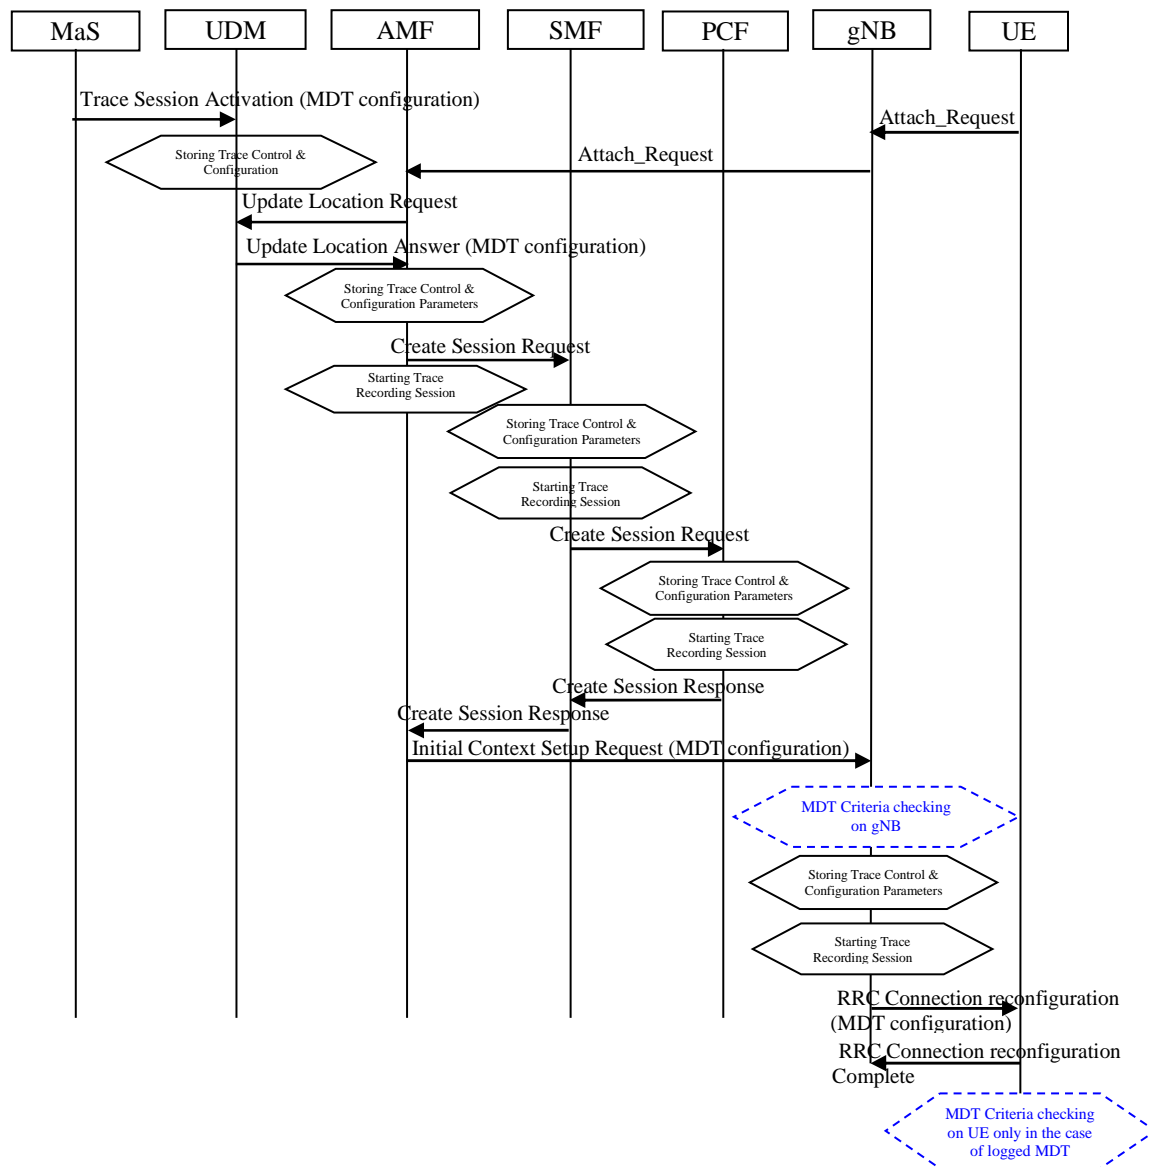 MaS
UDM
AMF
SMF
PCF
gNB
UE
Trace Session Activation (MDT configuration)
Attach_Request
Storing Trace Control &
Configuration
Attach_Request
Update Location Request
Update Location Answer (MDT configuration)
Storing Trace Control &
Configuration Parameters
Create Session Request
Starting Trace
Recording Session
Storing Trace Control &
Configuration Parameters
Starting Trace
Recording Session
Create Session Request
Storing Trace Control &
Configuration Parameters
Starting Trace
Recording Session
Create Session Response
Create Session Response
Initial Context Setup Request (MDT configuration)
MDT Criteria checking
on gNB
Storing Trace Control &
Configuration Parameters
Starting Trace
Recording Session
RRC Connection reconfiguration
(MDT configuration)
RRC Connection reconfiguration
Complete
MDT Criteria checking
on UE only in the case
of logged MDT